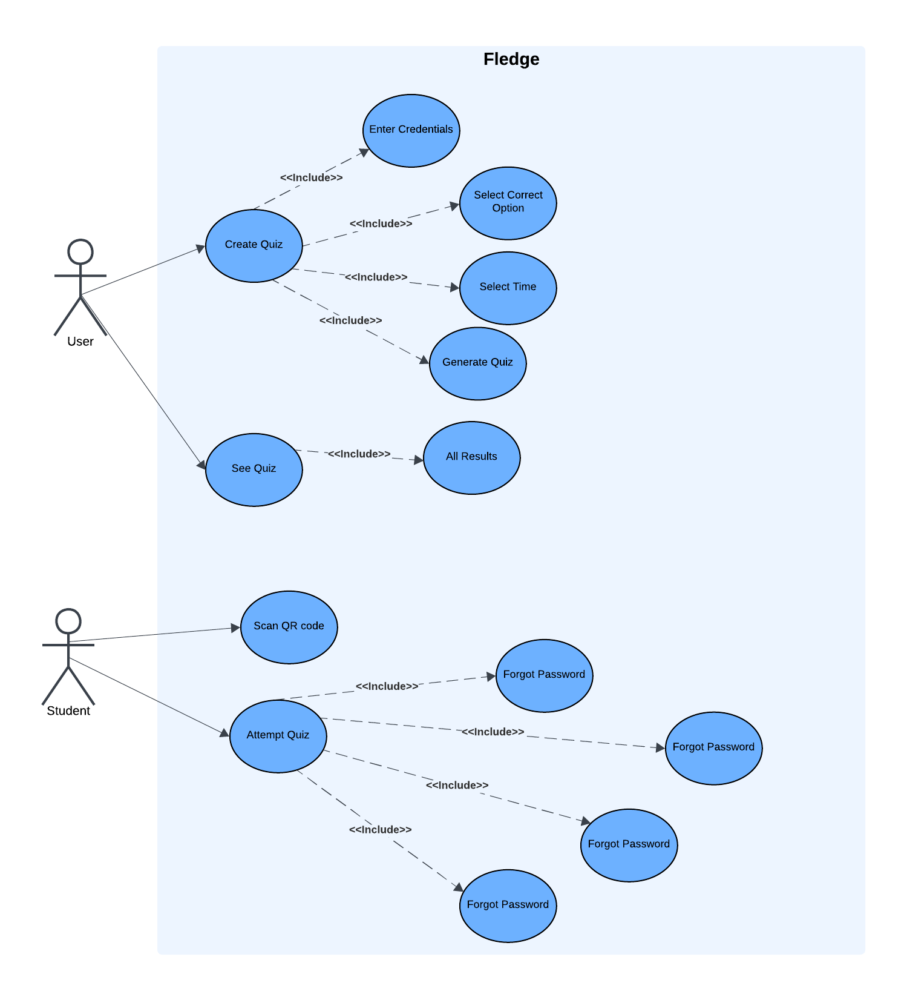 Fledge
Enter Credentials
<<Include>>
Select Correct
Option
<<Include>>
Create Quiz
<<Include>>
Select Time
<<Include>>
User
Generate Quiz
<<Include>>
All Results
See Quiz
Scan QR code
Forgot Password
<<Include>>
Student
<<Include>>
Attempt Quiz
Forgot Password
<<Include>>
<<Include>>
Forgot Password
Forgot Password